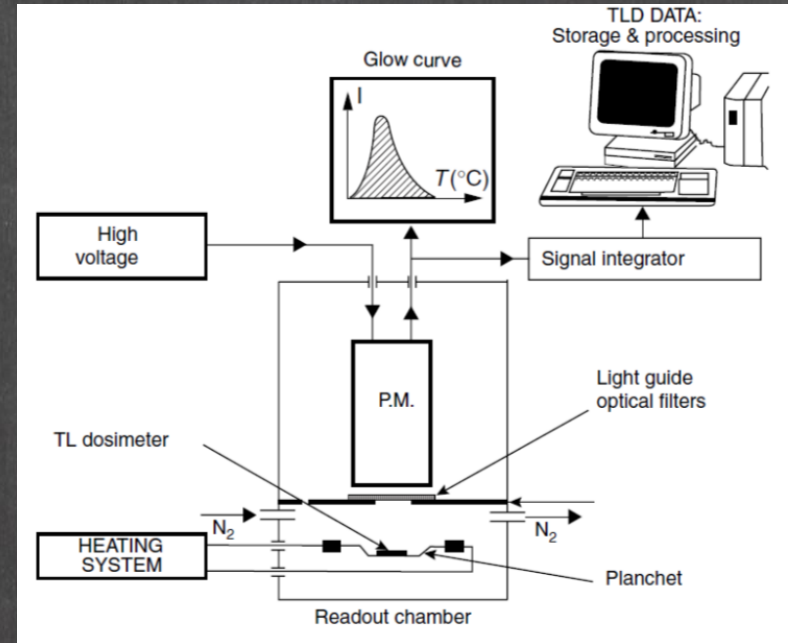 TLD DATA:
Storage & processing
Glow curve
I
T(°C)
High
voltage
Signal integrator
P.M.
Light guide
optical filters
TL dosimeter
N₂
N₂
HEATING
SYSTEM
Planchet
Readout chamber